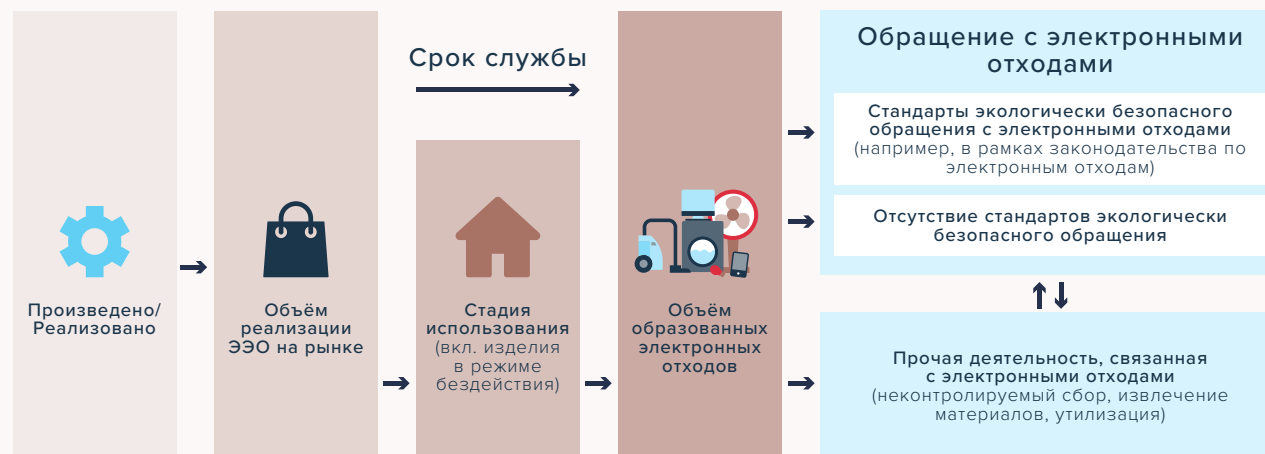 Произведено/
Реализовано
Объём
реализации
ЭЭО на рынке
Срок службы
Стадия
использования
(вкл. изделия
в режиме
бездействия)
Объём
образованных
электронных
отходов
Обращение с электронными
отходами
Стандарты экологически безопасного
обращения с электронными отходами
(например, в рамках законодательства по
электронным отходам)
Отсутствие стандартов экологически
безопасного обращения
Прочая деятельность, связанная
с электронными отходами
(неконтролируемый сбор, извлечение
материалов, утилизация)